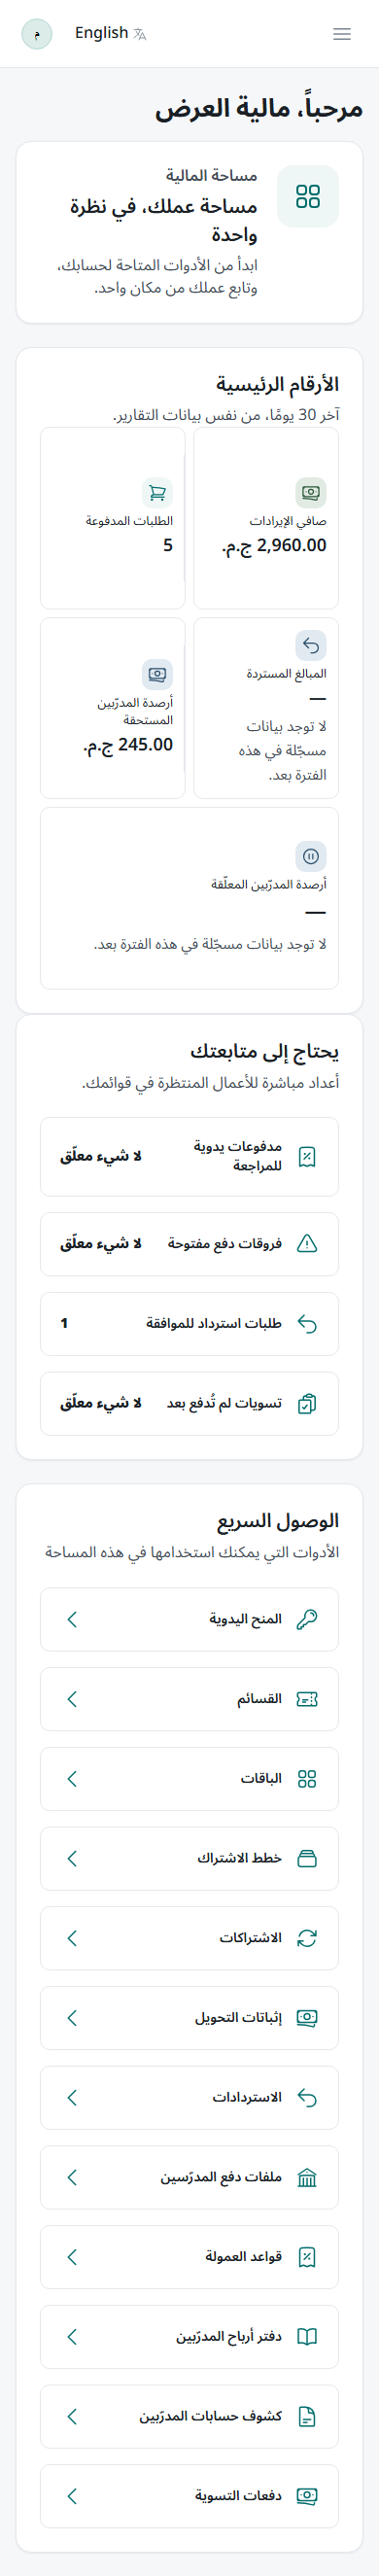 English
م
مرحباً، مالية العرض
مساحة المالية
مساحة عملك، في نظرة
واحدة
ابدأ من الأدوات المتاحة لحسابك،
وتابع عملك من مكان واحد.
الأرقام الرئيسية
آخر 30 يومًا، من نفس بيانات التقارير.
صافي الإيرادات
2,960.00 ج.م.
الطلبات المدفوعة
5
المبالغ المستردة
—
لا توجد بيانات
مسجّلة في هذه
الفترة بعد.
أرصدة المدرّبين
المستحقة
245.00 ج.م.
أرصدة المدرّبين المعلّقة
—
لا توجد بيانات مسجّلة في هذه الفترة بعد.
يحتاج إلى متابعتك
أعداد مباشرة للأعمال المنتظرة في قوائمك.
مدفوعات يدوية
للمراجعة
لا شيء معلّق
فروقات دفع مفتوحة
لا شيء معلّق
طلبات استرداد للموافقة
1
تسويات لم تُدفع بعد
لا شيء معلّق
الوصول السريع
الأدوات التي يمكنك استخدامها في هذه المساحة
المنح اليدوية
القسائم
الباقات
خطط الاشتراك
الاشتراكات
إثباتات التحويل
الاستردادات
ملفات دفع المدرّسين
قواعد العمولة
دفتر أرباح المدرّبين
كشوف حسابات المدرّبين
دفعات التسوية